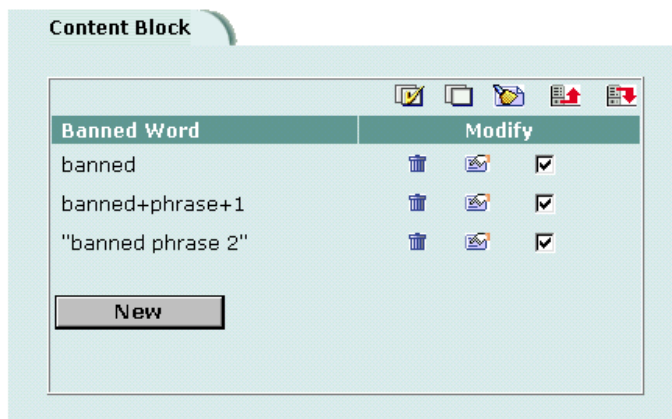 Content Block
Banned Word Modify
banned
banned+phrase+1
"banned phrase 2"
New